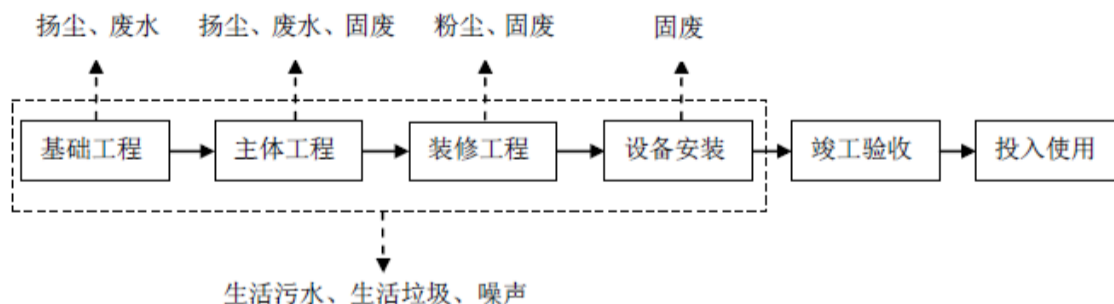 扬尘、废水 扬尘、废水、固废 粉尘、固废 固废
基础工程 主体工程 装修工程 设备安装 竣工验收 投入使用
生活污水、生活垃圾、噪声